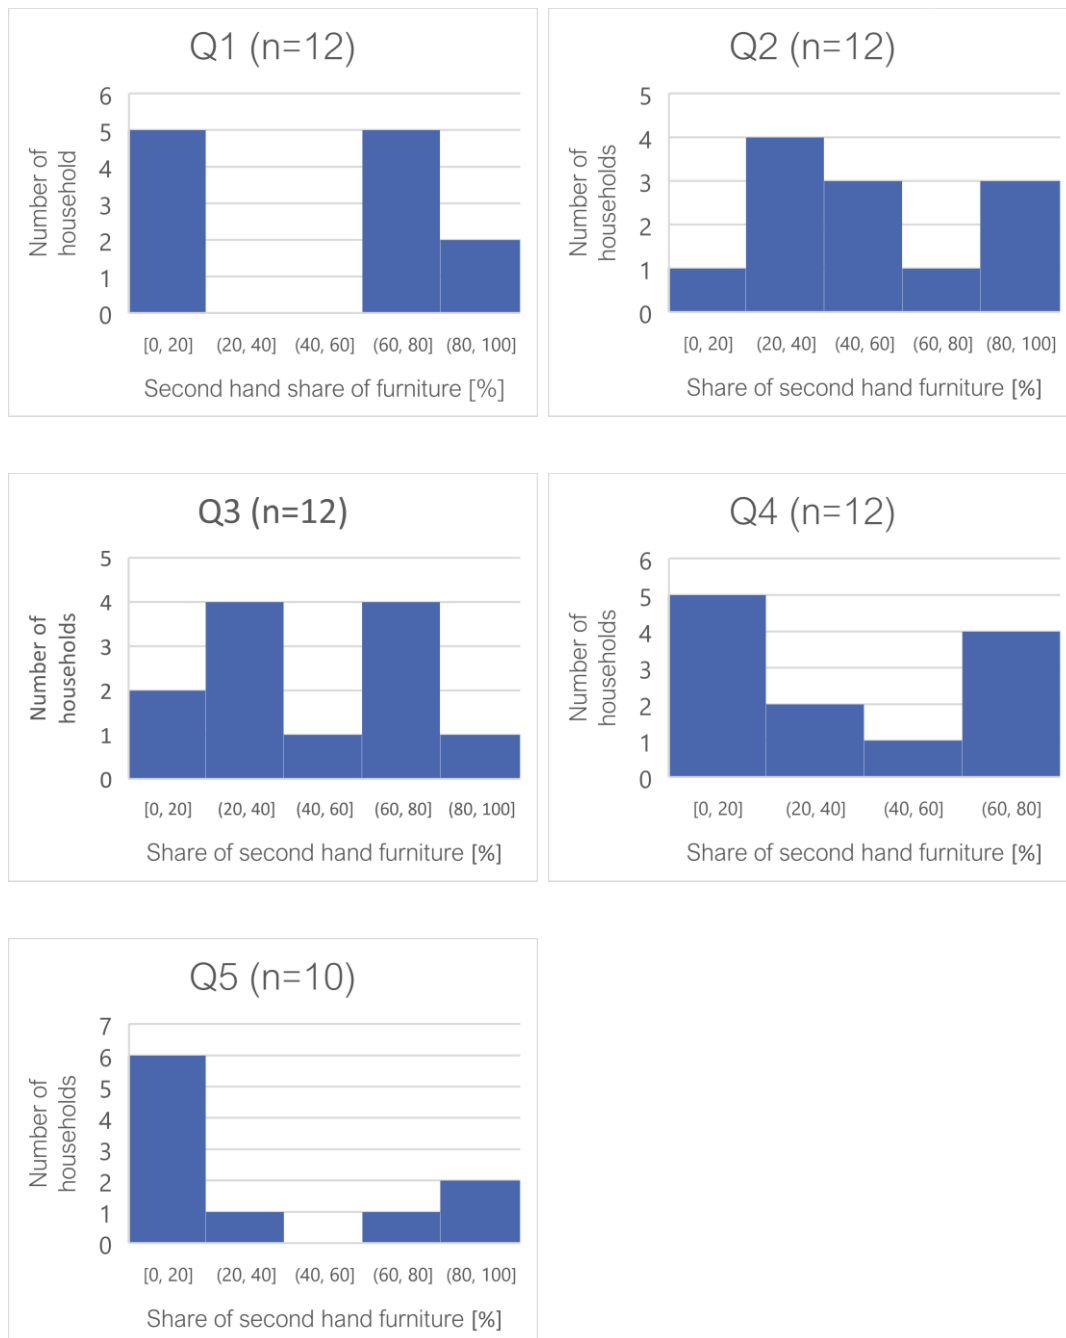 Q1 (n=12)
6
5
4
3
2
1
0
Number of
household
[0, 20]
(20, 40]
(40, 60]
(60, 80]
(80, 100]
Second hand share of furniture [%]
Q2 (n=12)
5
4
3
2
1
0
Number of
households
[0, 20]
(20, 40]
(40, 60]
(60, 80]
(80, 100]
Share of second hand furniture [%]
Q3 (n=12)
5
4
3
2
1
0
Number of
households
[0, 20]
(20, 40]
(40, 60]
(60, 80]
(80, 100]
Share of second hand furniture [%]
Q4 (n=12)
6
5
4
3
2
1
0
Number of
households
[0, 20]
(20, 40]
(40, 60]
(60, 80]
Share of second hand furniture [%]
Q5 (n=10)
7
6
5
4
3
2
1
0
Number of
households
[0, 20]
(20, 40]
(40, 60]
(60, 80]
(80, 100]
Share of second hand furniture [%]